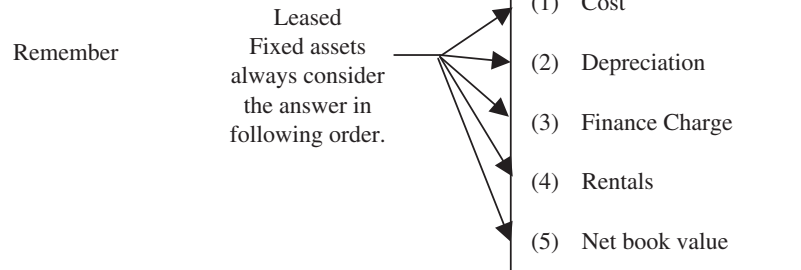 Remember
Leased
Fixed assets
always consider
the answer in
following order.
(1) Cost
(2) Depreciation
(3) Finance Charge
(4) Rentals
(5) Net book value